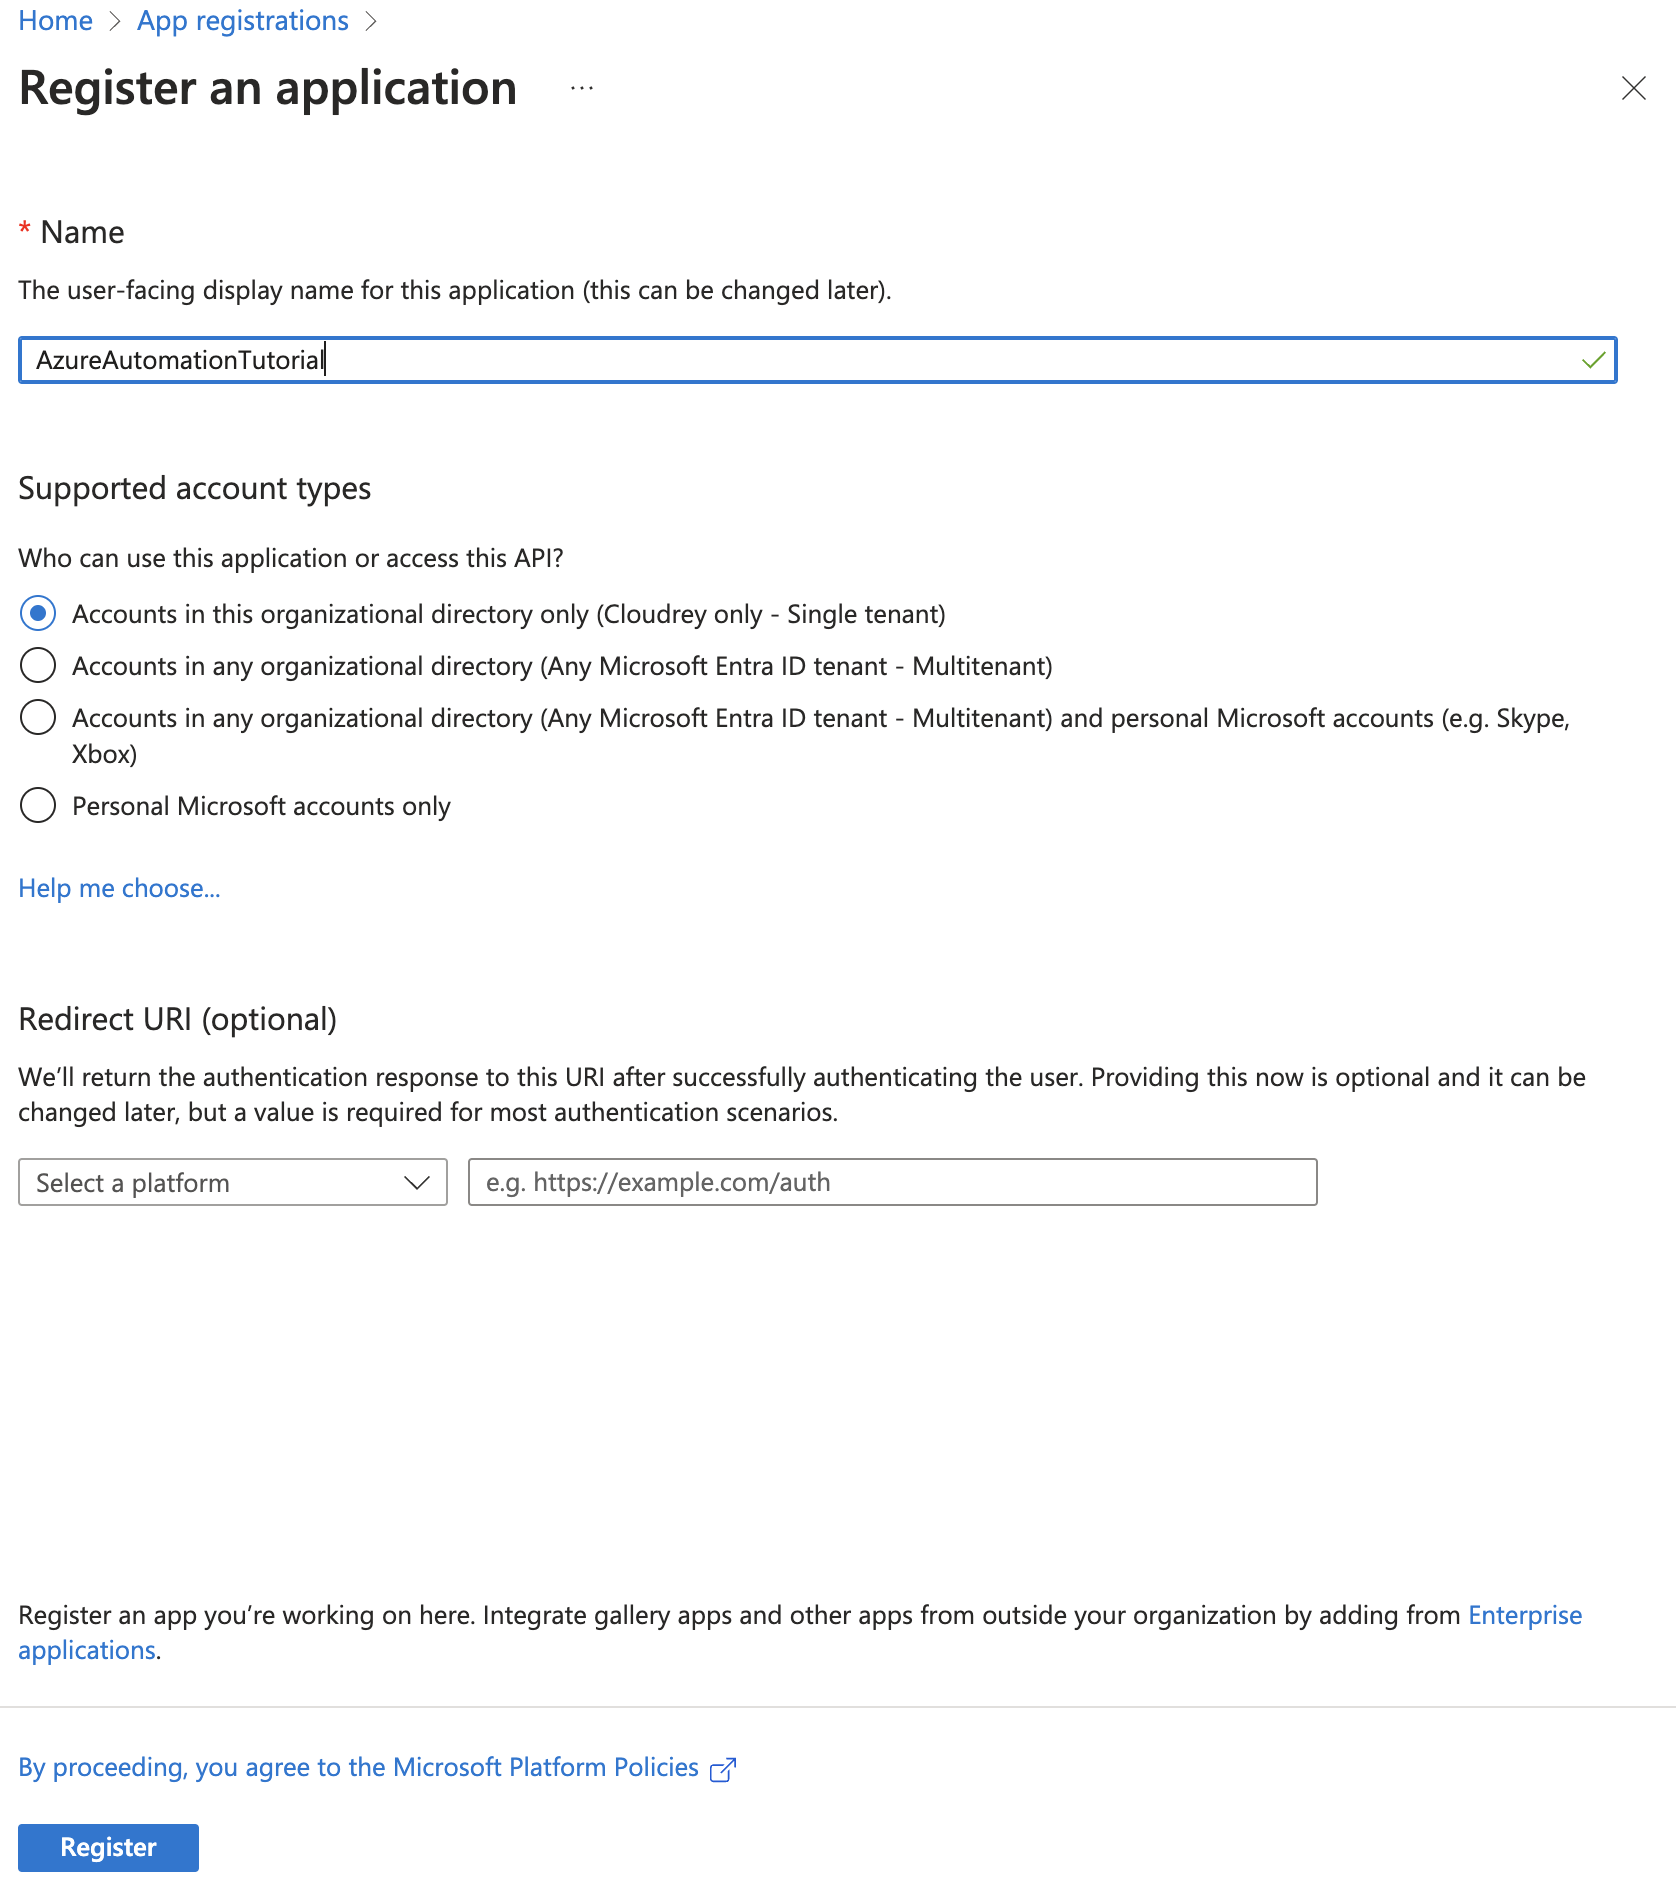 Home > App registrations >
Register an application ...
* Name
The user-facing display name for this application (this can be changed later).
AzureAutomationTutorial
Supported account types
Who can use this application or access this API?
Accounts in this organizational directory only (Cloudrey only - Single tenant)
Accounts in any organizational directory (Any Microsoft Entra ID tenant - Multitenant)
Accounts in any organizational directory (Any Microsoft Entra ID tenant - Multitenant) and personal Microsoft accounts (e.g. Skype,
Xbox)
Personal Microsoft accounts only
Help me choose...
Redirect URI (optional)
We’ll return the authentication response to this URI after successfully authenticating the user. Providing this now is optional and it can be
changed later, but a value is required for most authentication scenarios.
Select a platform
e.g. https://example.com/auth
Register an app you’re working on here. Integrate gallery apps and other apps from outside your organization by adding from Enterprise
applications.
By proceeding, you agree to the Microsoft Platform Policies
Register